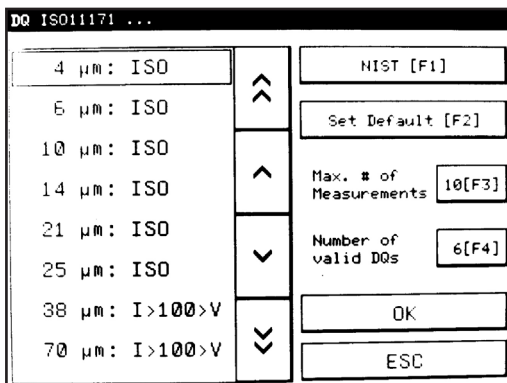 DQ ISO11171 ...
4 µm: ISO
6 µm: ISO
10 µm: ISO
14 µm: ISO
21 µm: ISO
25 µm: ISO
38 µm: I>100>V
70 µm: I>100>V
NIST [F1]
Set Default [F2]
Max. # of
Measurements
10[F3]
Number of
valid DQs
6[F4]
OK
ESC